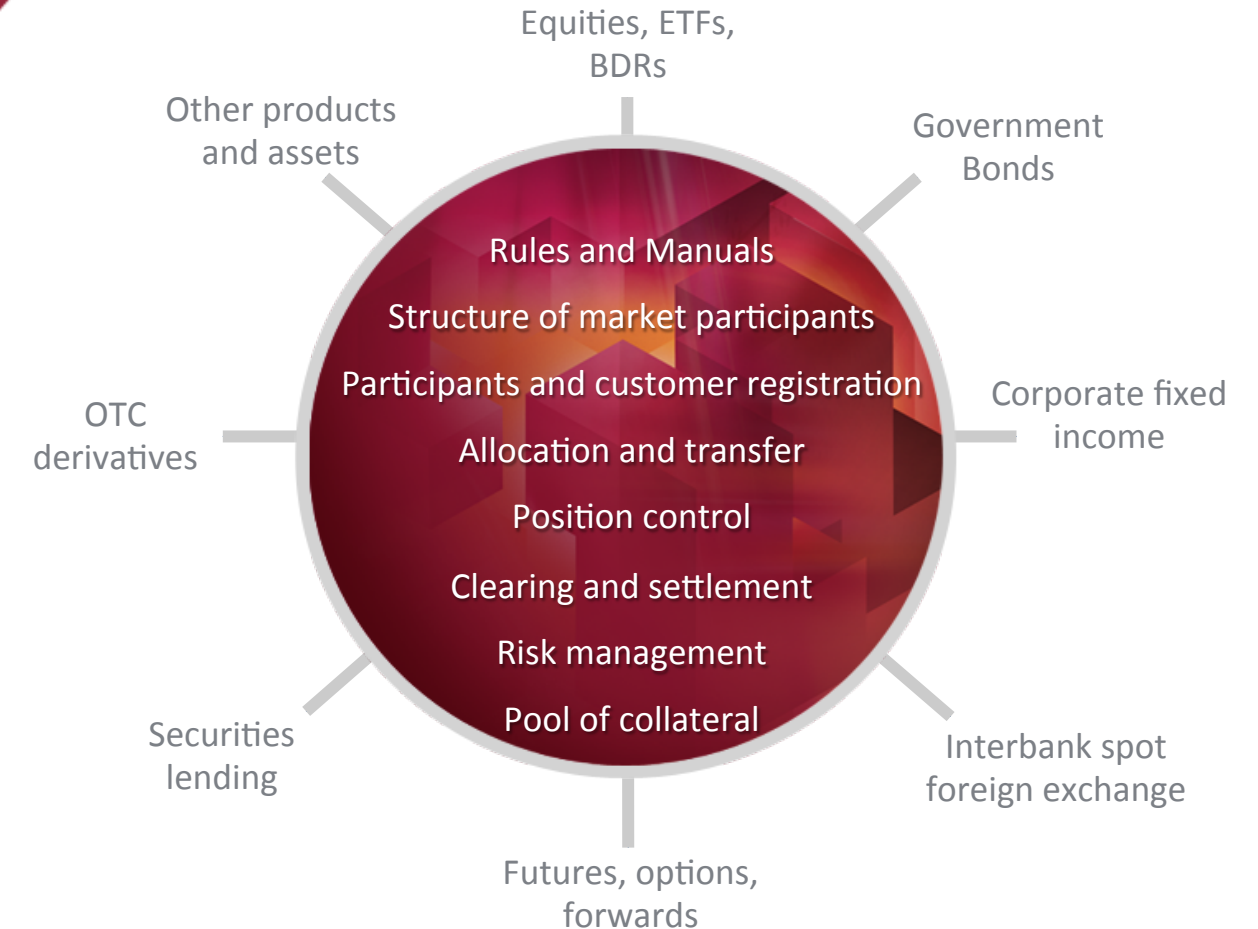 Equities, ETFs,
BDRs
Other products
and assets
Government
Bonds
Rules and Manuals
Structure of market participants
Participants and customer registration
Allocation and transfer
Position control
Clearing and settlement
Risk management
Pool of collateral
OTC
derivatives
Corporate fixed
income
Securities
lending
Interbank spot
foreign exchange
Futures, options,
forwards